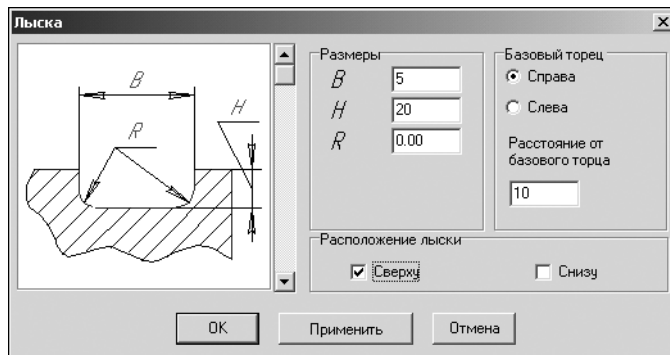 Лыска
B
H
R
Размеры
B 5
H 20
R 0.00
Базовый торец
Справа
Слева
Расстояние от
базового торца
10
Расположение лыски
Сверху Снизу
OK Применить Отмена